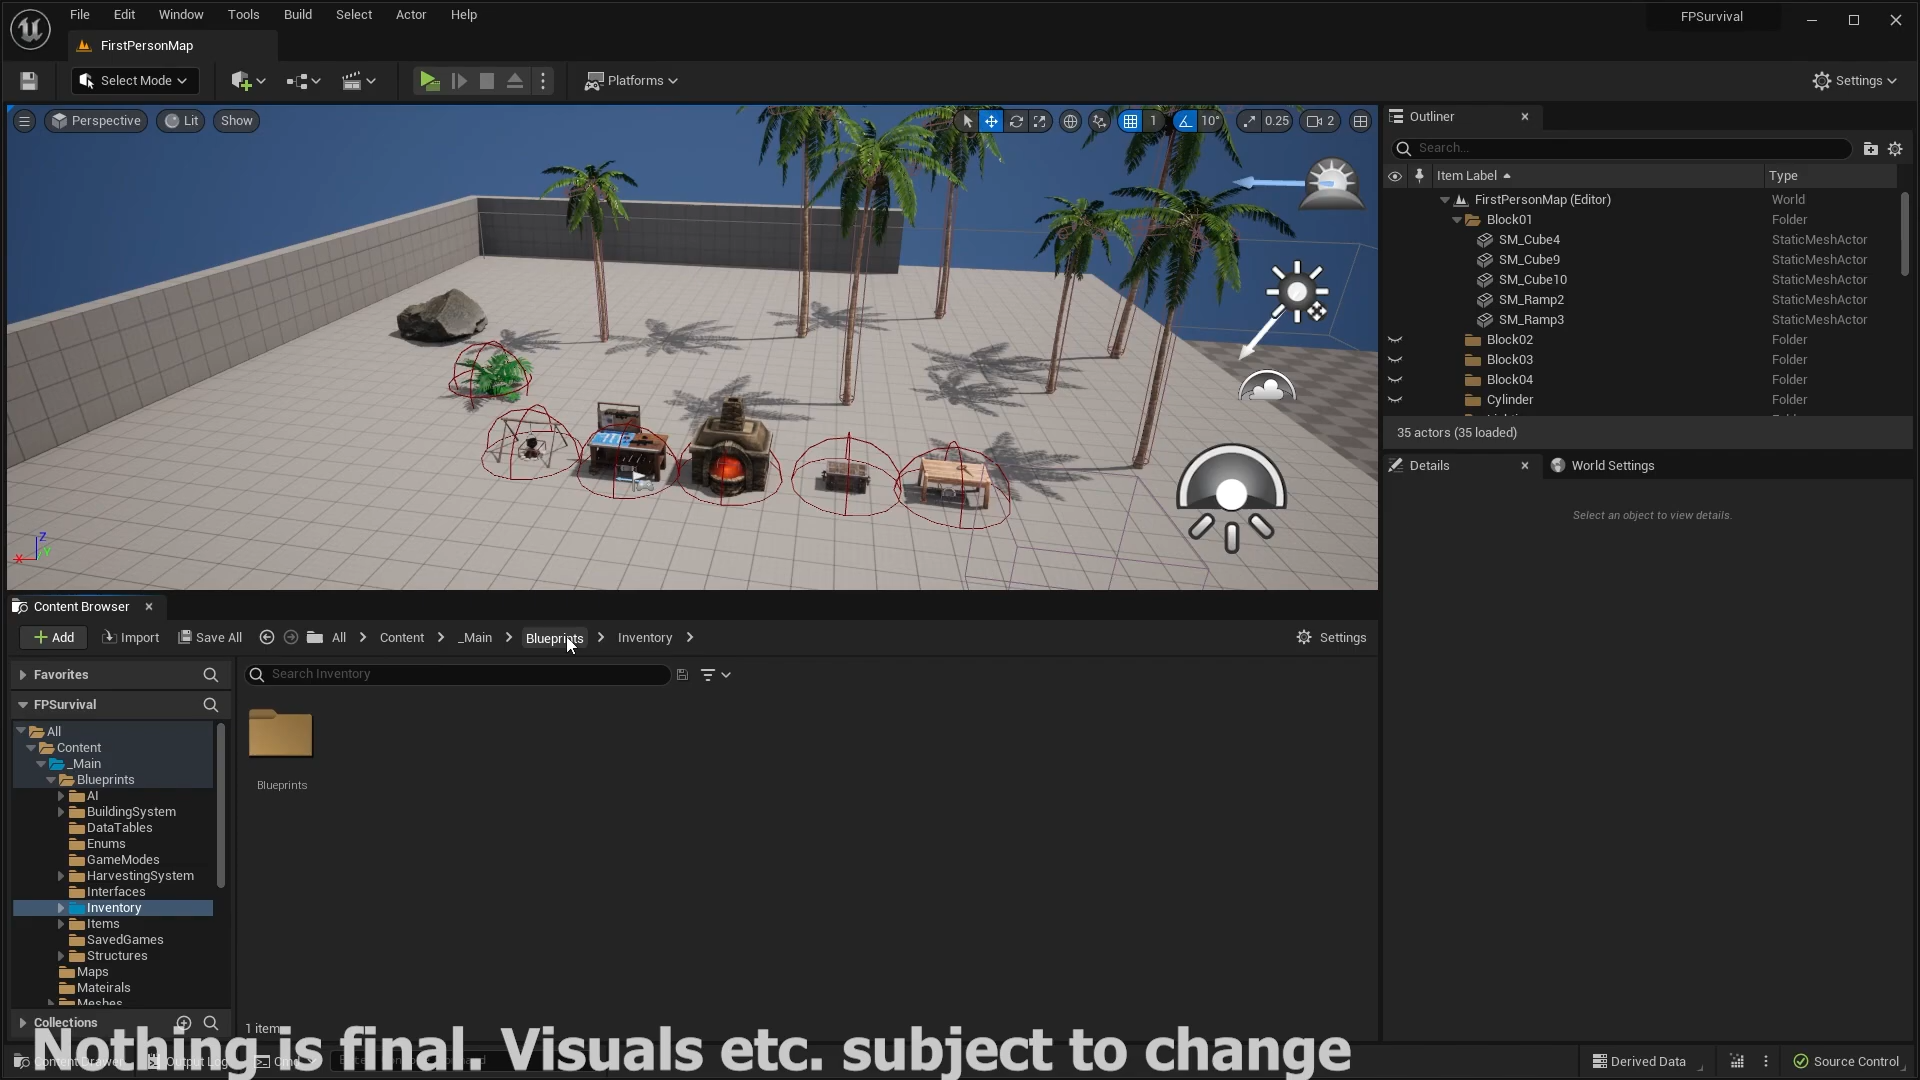 File Edit Window Tools Build Select Actor Help
FPSurvival
FirstPersonMap
Select Mode
Platforms
Settings
Perspective Lit Show
1 10° 0.25 2
Outliner
Search...
Item Label Type
FirstPersonMap (Editor) World
Block01 Folder
SM_Cube4 StaticMeshActor
SM_Cube9 StaticMeshActor
SM_Cube10 StaticMeshActor
SM_Ramp2 StaticMeshActor
SM_Ramp3 StaticMeshActor
Block02 Folder
Block03 Folder
Block04 Folder
Cylinder Folder
35 actors (35 loaded)
Details World Settings
Select an object to view details.
Z
X Y
Content Browser
Add Import Save All All Content _Main Blueprints Inventory Settings
Favorites
Search Inventory
FPSurvival
All
Content
_Main
Blueprints
AI
BuildingSystem
DataTables
Enums
GameModes
HarvestingSystem
Interfaces
Inventory
Items
SavedGames
Structures
Maps
Mateirals
Meshes
Collections
Blueprints
1 item
Nothing is final. Visuals etc. subject to change
Derived Data Source Control